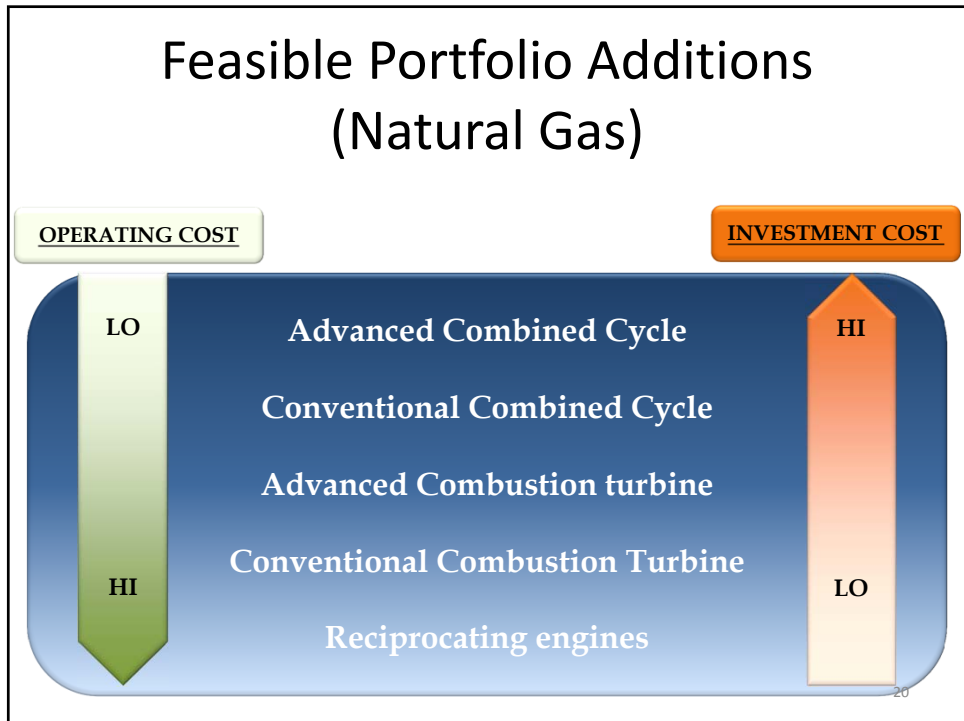 Feasible Portfolio Additions
(Natural Gas)
OPERATING COST
INVESTMENT COST
LO
Advanced Combined Cycle
HI
Conventional Combined Cycle
Advanced Combustion turbine
Conventional Combustion Turbine
HI
LO
Reciprocating engines
20